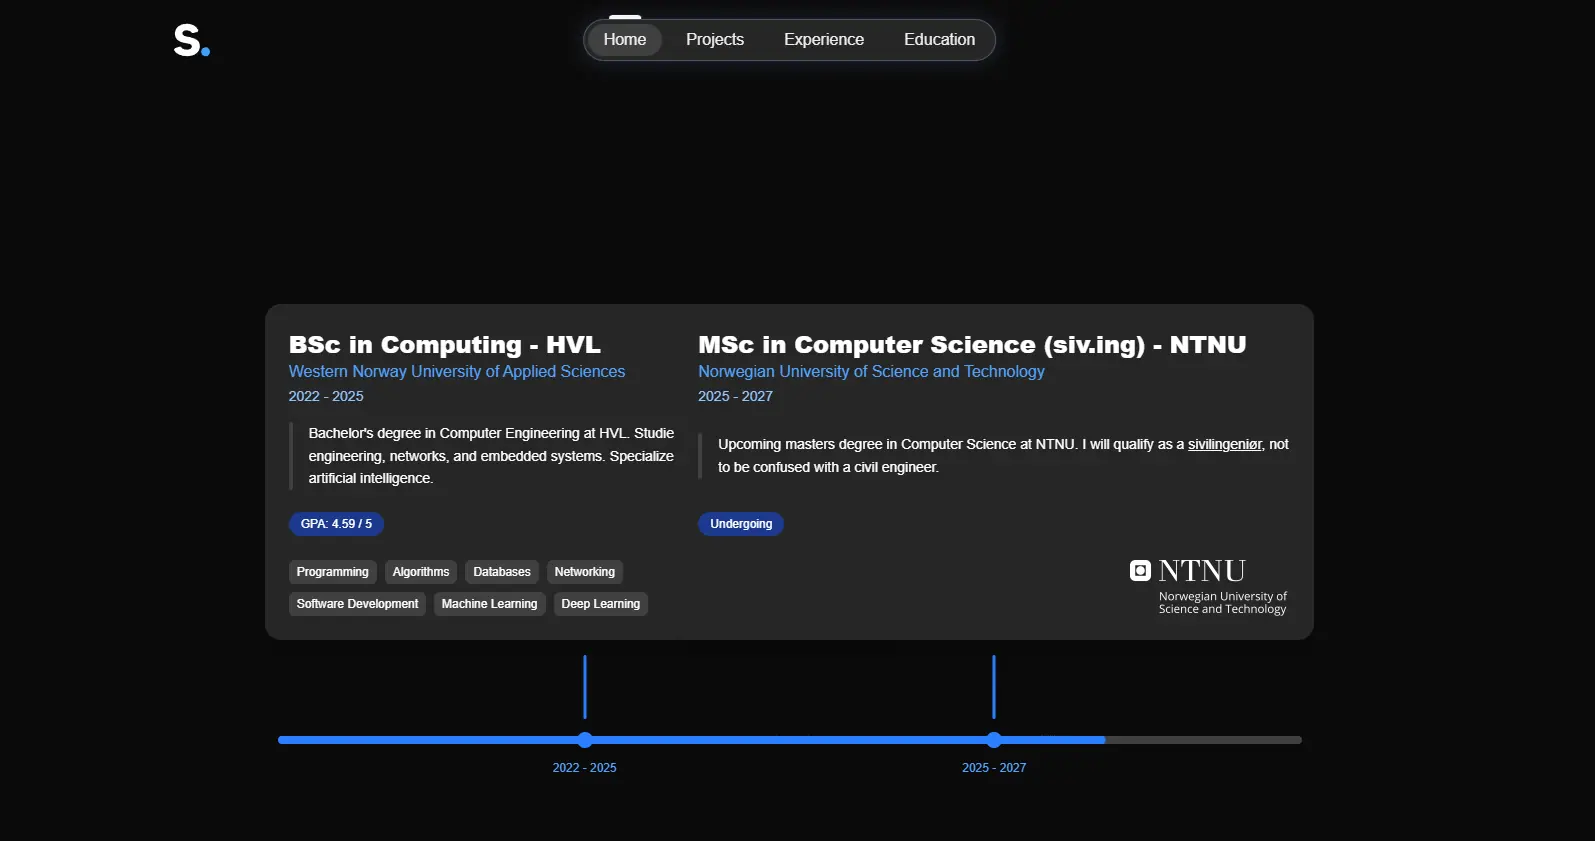 S.
Home Projects Experience Education
BSc in Computing - HVL
Western Norway University of Applied Sciences
2022 - 2025
Bachelor's degree in Computer Engineering at HVL. Studie
engineering, networks, and embedded systems. Specialize
artificial intelligence.
GPA: 4.59 / 5
Programming Algorithms Databases Networking
Software Development Machine Learning Deep Learning
MSc in Computer Science (siv.ing) - NTNU
Norwegian University of Science and Technology
2025 - 2027
Upcoming masters degree in Computer Science at NTNU. I will qualify as a sivilingeniør, not
to be confused with a civil engineer.
Undergoing
NTNU
Norwegian University of
Science and Technology
2022 - 2025
2025 - 2027